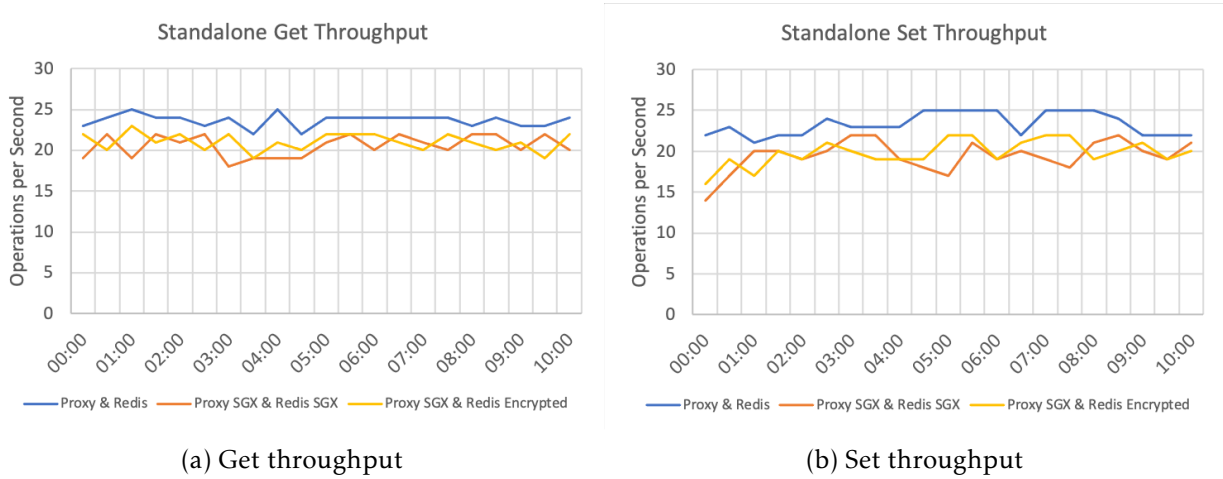 Standalone Get Throughput
Operations per Second
30
25
20
15
10
5
0
00:00 01:00 02:00 03:00 04:00 05:00 06:00 07:00 08:00 09:00 10:00
Proxy & Redis Proxy SGX & Redis SGX Proxy SGX & Redis Encrypted
(a) Get throughput
Standalone Set Throughput
Operations per Second
30
25
20
15
10
5
0
00:00 01:00 02:00 03:00 04:00 05:00 06:00 07:00 08:00 09:00 10:00
Proxy & Redis Proxy SGX & Redis SGX Proxy SGX & Redis Encrypted
(b) Set throughput